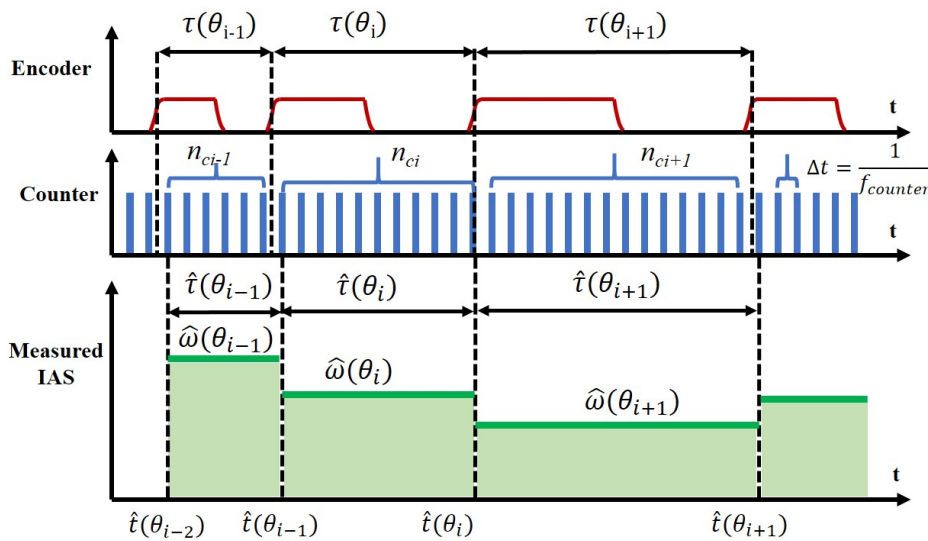 τ(θi-1) τ(θi) τ(θi+1)
Encoder
t
nci-1 nci nci+1 Δt = 1/fcounter
Counter
t
τ̂(θi−1) τ̂(θi) τ̂(θi+1)
ω̂(θi−1)
Measured
IAS
ω̂(θi)
ω̂(θi+1)
t
t̂(θi−2) t̂(θi−1) t̂(θi) t̂(θi+1)